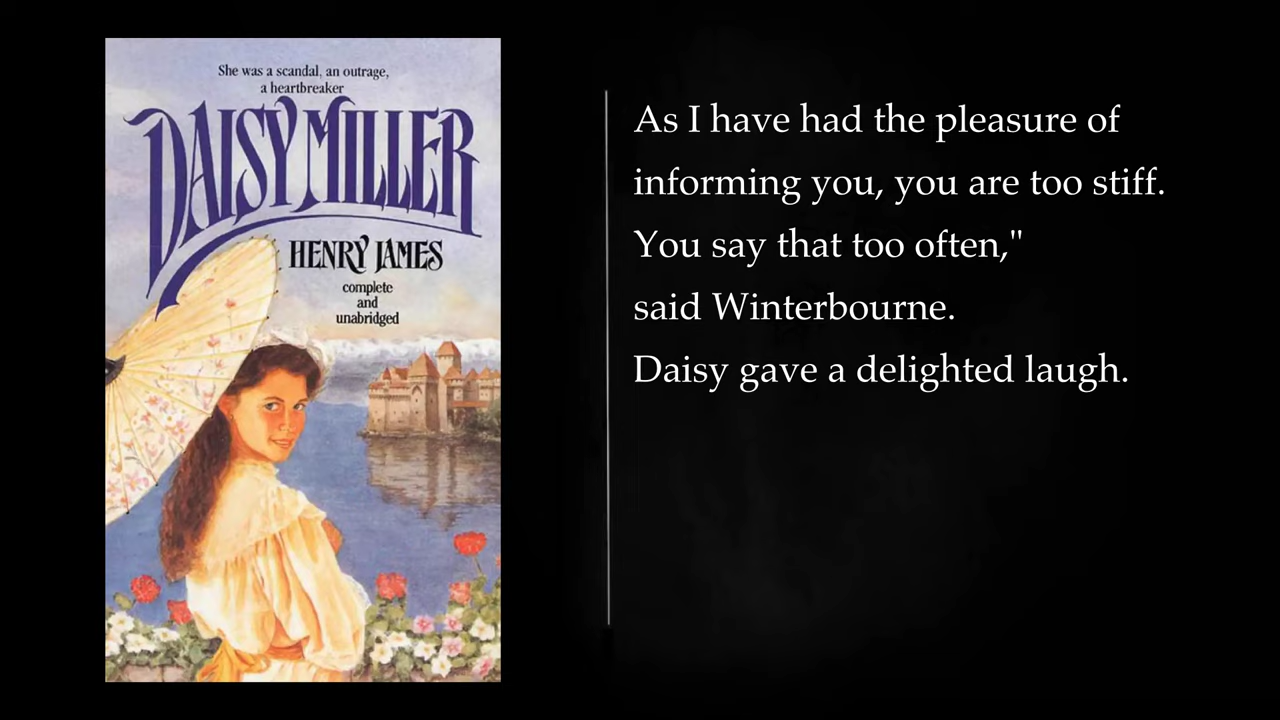 She was a scandal, an outrage,
a heartbreaker
DAISY MILLER
HENRY JAMES
complete
and
unabridged
As I have had the pleasure of
informing you, you are too stiff.
You say that too often,"
said Winterbourne.
Daisy gave a delighted laugh.